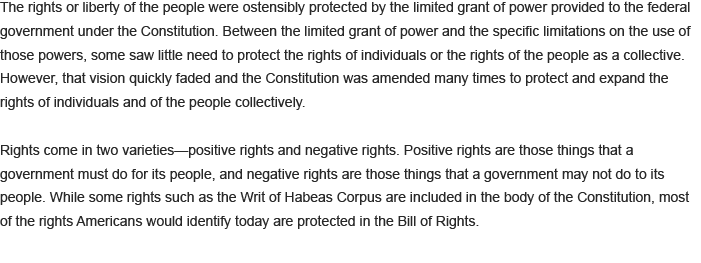 The rights or liberty of the people were ostensibly protected by the limited grant of power provided to the federal
government under the Constitution. Between the limited grant of power and the specific limitations on the use of
those powers, some saw little need to protect the rights of individuals or the rights of the people as a collective.
However, that vision quickly faded and the Constitution was amended many times to protect and expand the
rights of individuals and of the people collectively.
Rights come in two varieties—positive rights and negative rights. Positive rights are those things that a
government must do for its people, and negative rights are those things that a government may not do to its
people. While some rights such as the Writ of Habeas Corpus are included in the body of the Constitution, most
of the rights Americans would identify today are protected in the Bill of Rights.